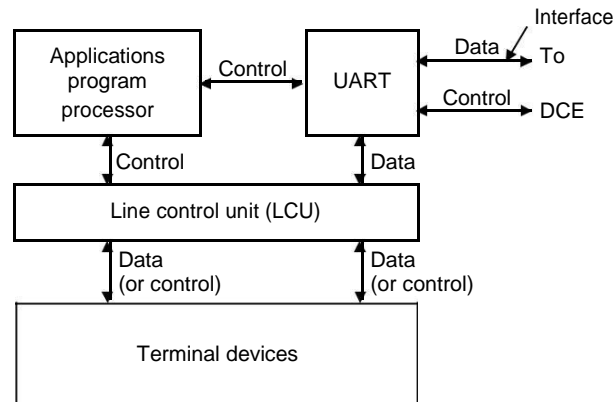 Interface
Applications
program
processor
Control
UART
Data
To
Control
DCE
Control
Data
Line control unit (LCU)
Data
(or control)
Data
(or control)
Terminal devices